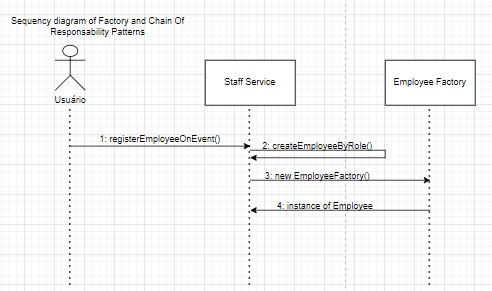 Sequency diagram of Factory and Chain Of
Responsability Patterns
Usuário
Staff Service
Employee Factory
1: registerEmployeeOnEvent()
2: createEmployeeByRole()
3: new EmployeeFactory()
4: instance of Employee